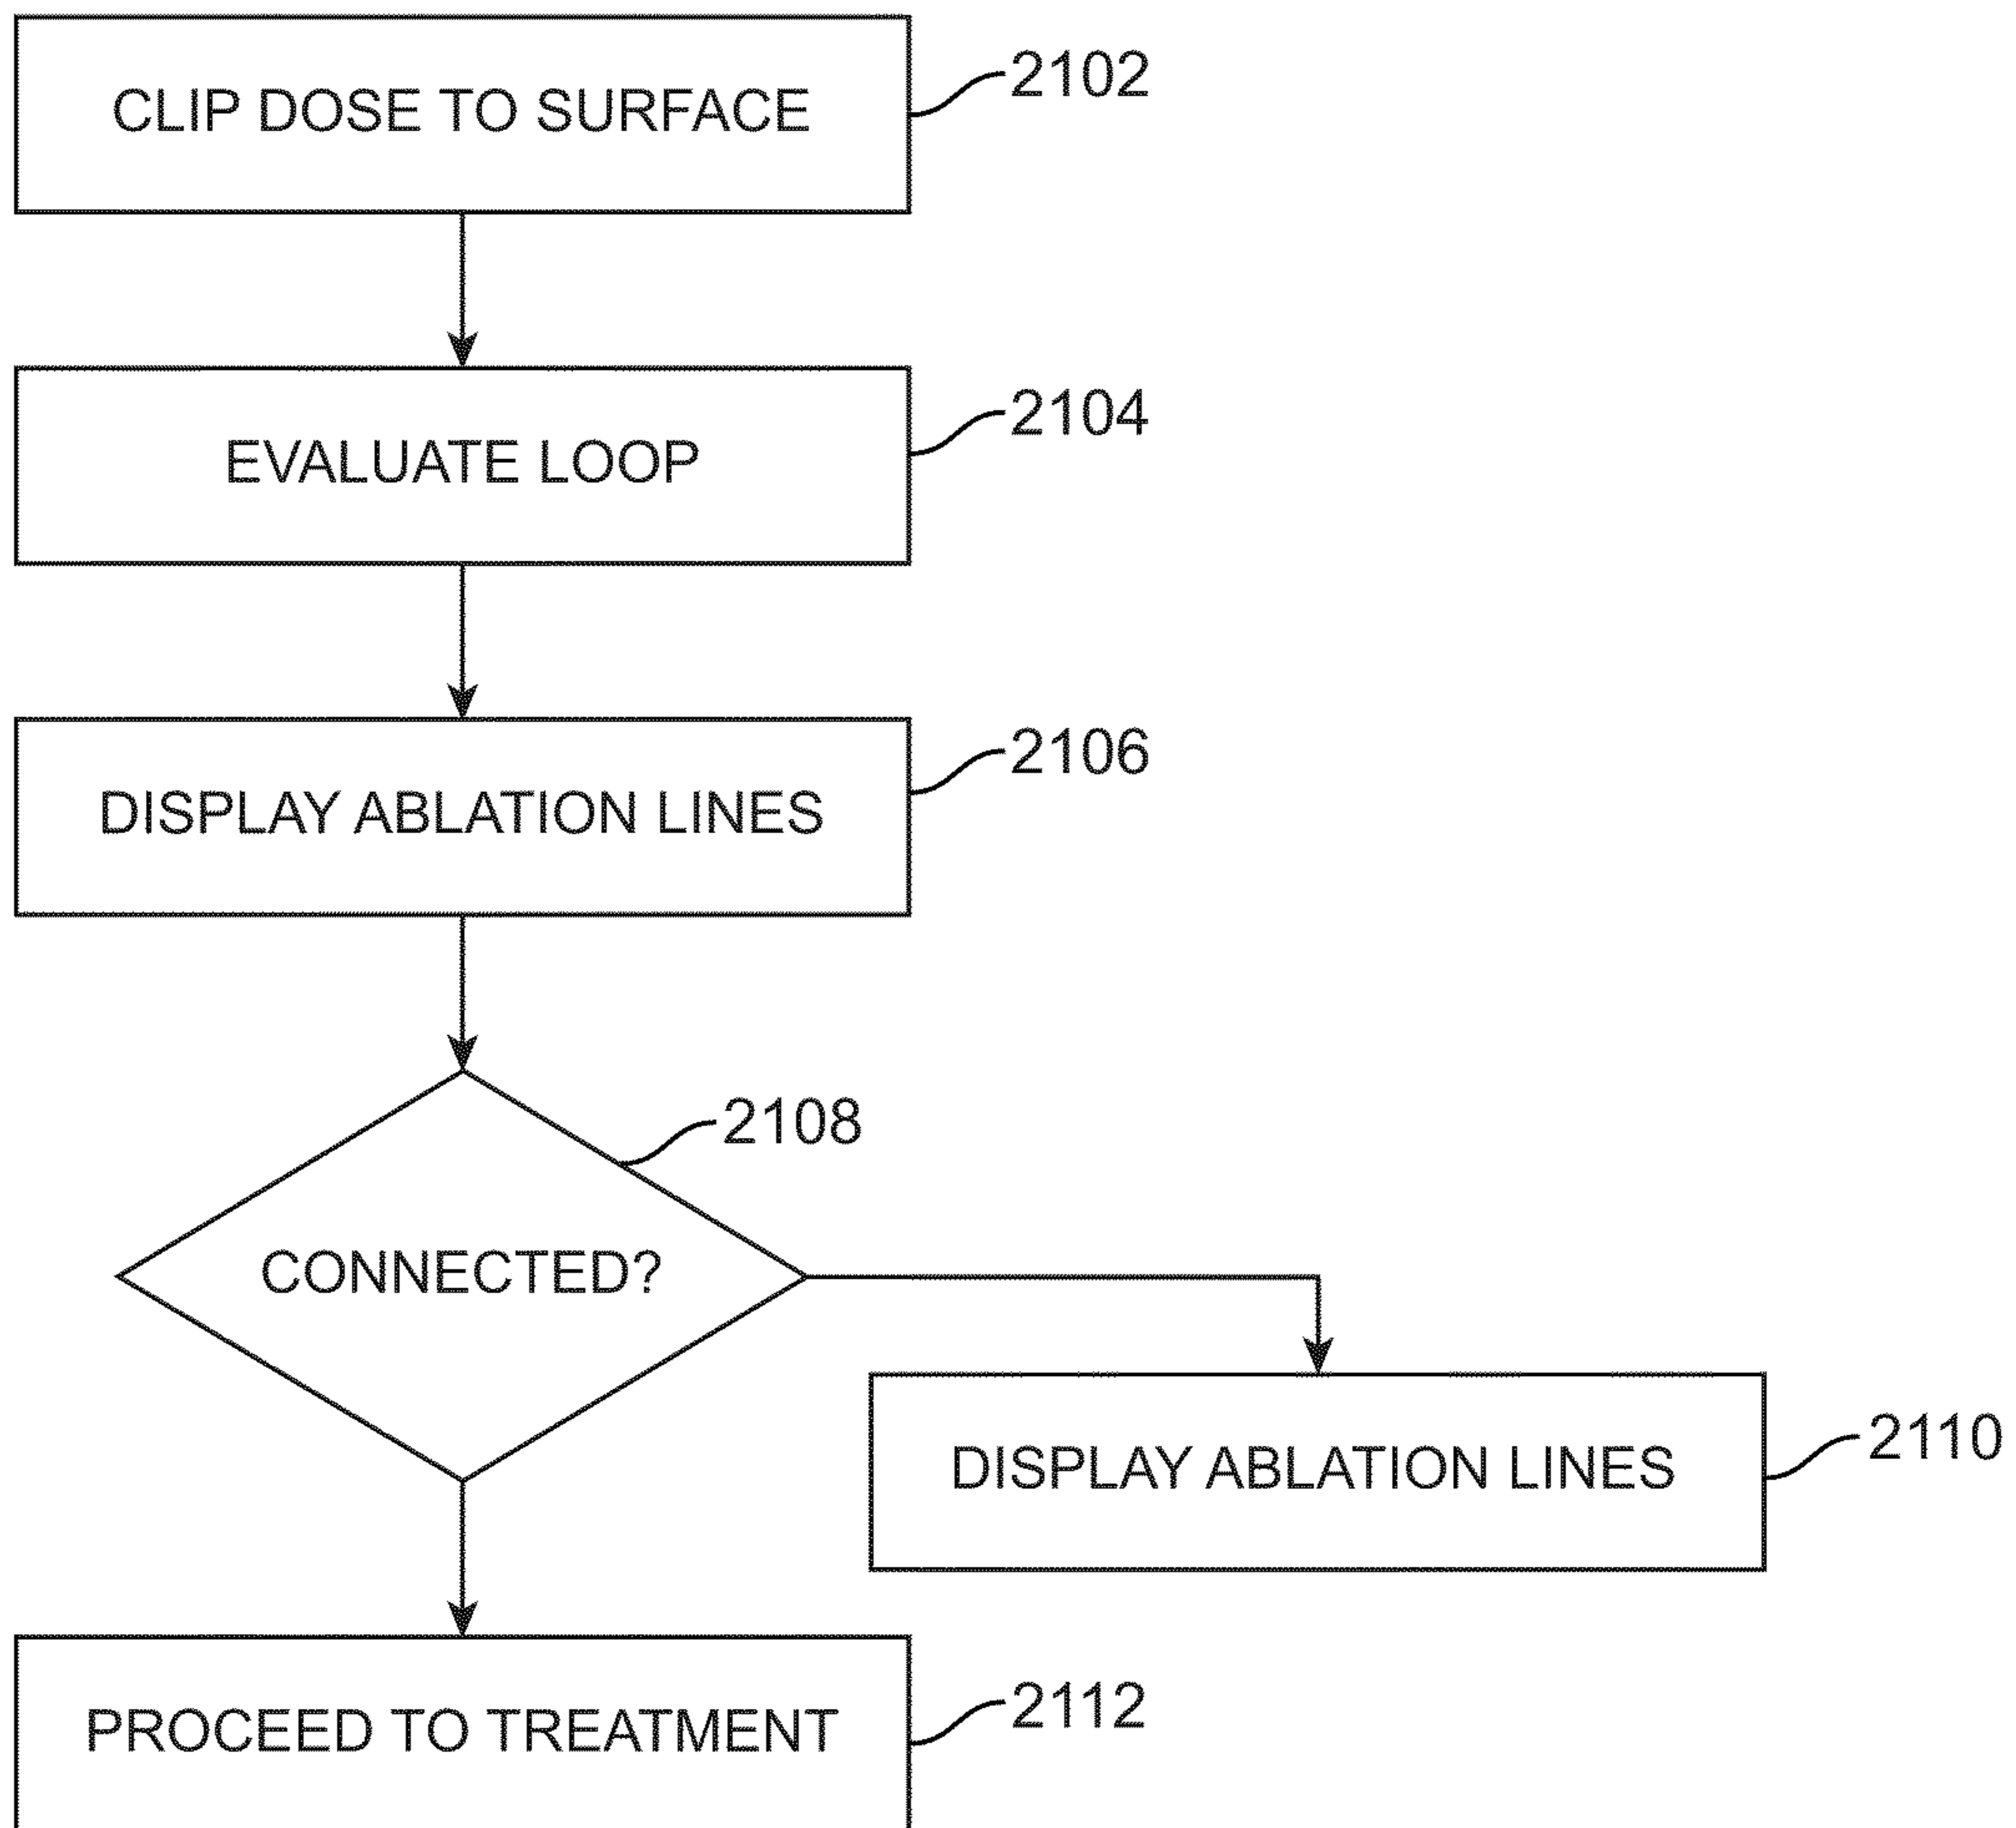 CLIP DOSE TO SURFACE
2102
EVALUATE LOOP
2104
DISPLAY ABLATION LINES
2106
CONNECTED?
2108
DISPLAY ABLATION LINES
2110
PROCEED TO TREATMENT
2112